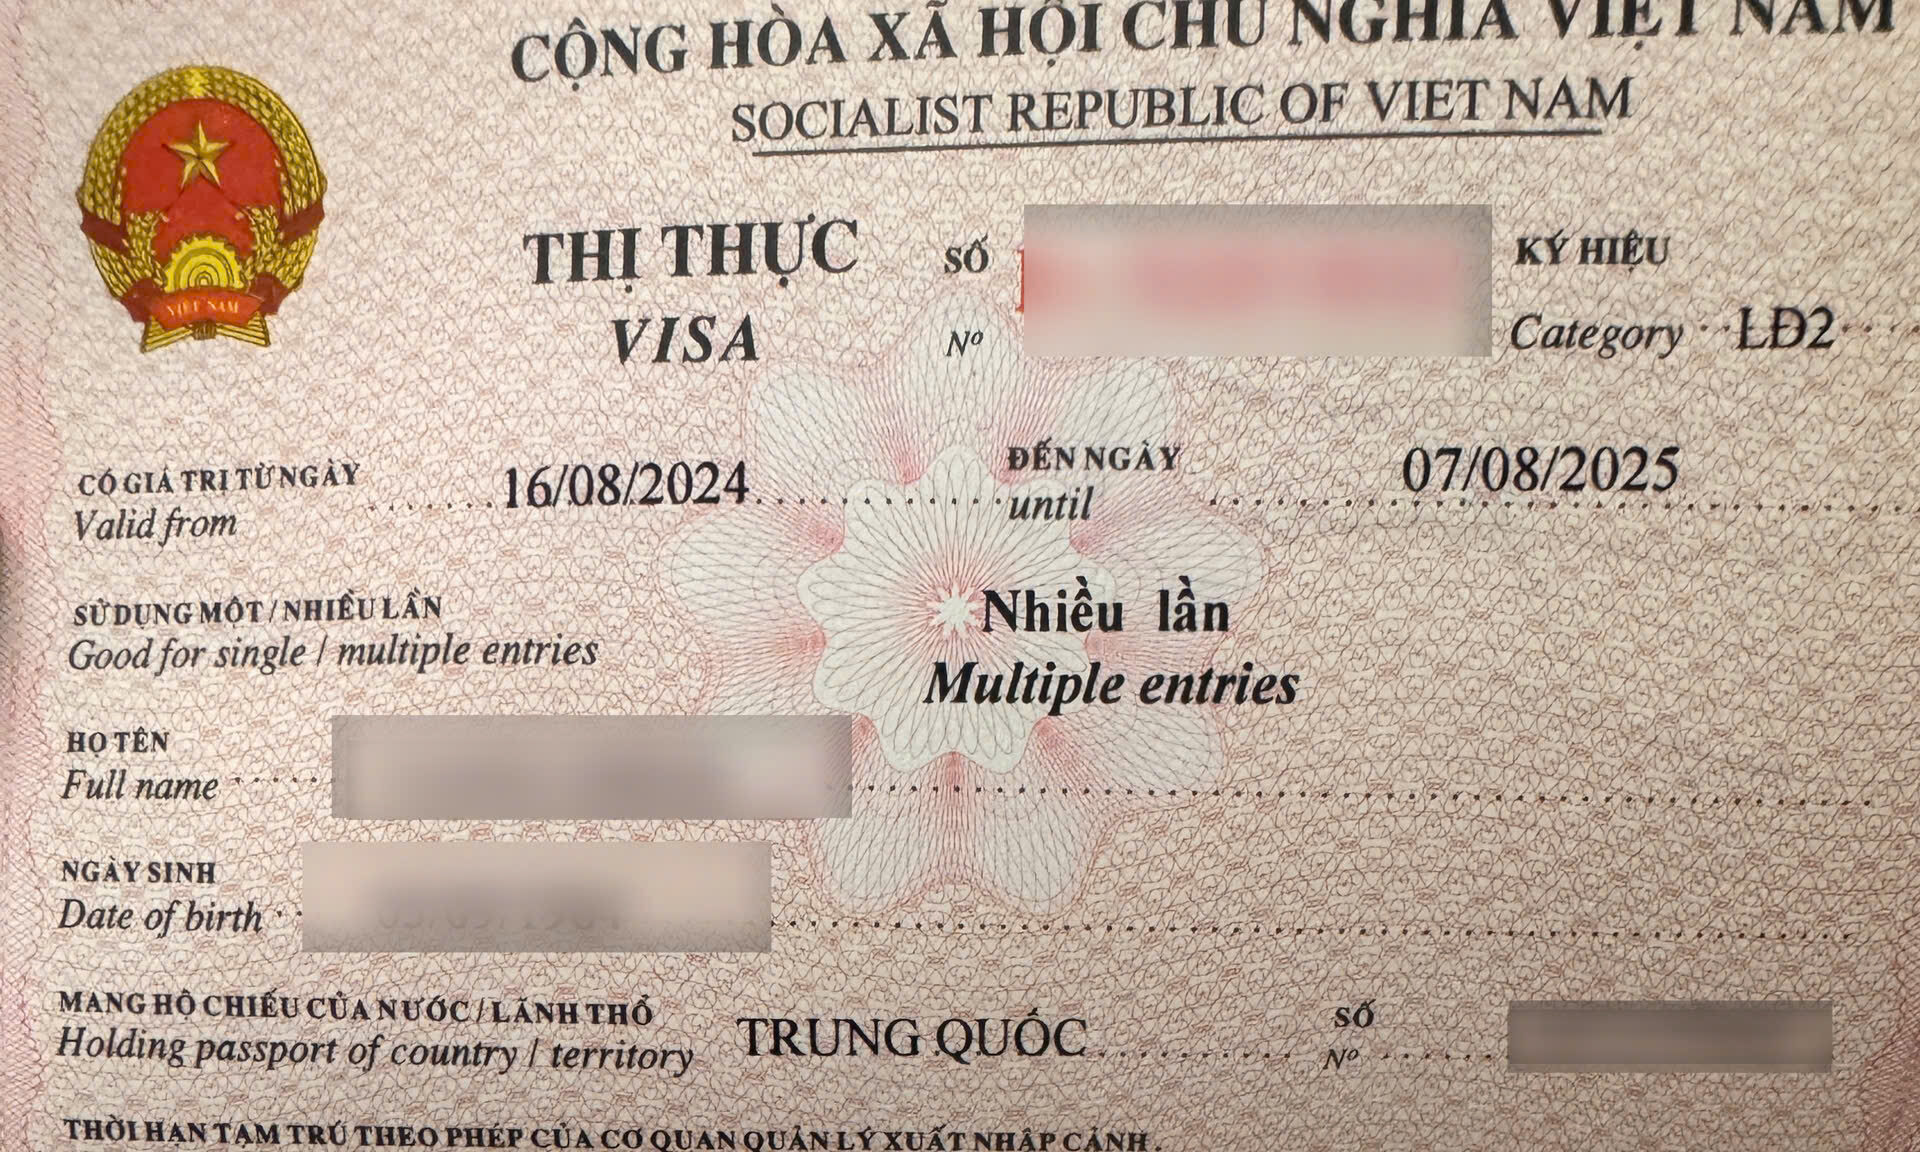 CỘNG HÒA XÃ HỘI CHỦ NGHĨA VIỆT NAM
SOCIALIST REPUBLIC OF VIET NAM
VIỆT NAM
THỊ THỰC SỐ KÝ HIỆU
VISA Nº Category LĐ2
CÓ GIÁ TRỊ TỪ NGÀY 16/08/2024 ĐẾN NGÀY 07/08/2025
Valid from until
SỬ DỤNG MỘT / NHIỀU LẦN Nhiều lần
Good for single / multiple entries Multiple entries
HỌ TÊN
Full name
NGÀY SINH
Date of birth
MANG HỘ CHIẾU CỦA NƯỚC / LÃNH THỔ TRUNG QUỐC SỐ
Holding passport of country / territory Nº
THỜI HẠN TẠM TRÚ THEO PHÉP CỦA CƠ QUAN QUẢN LÝ XUẤT NHẬP CẢNH.